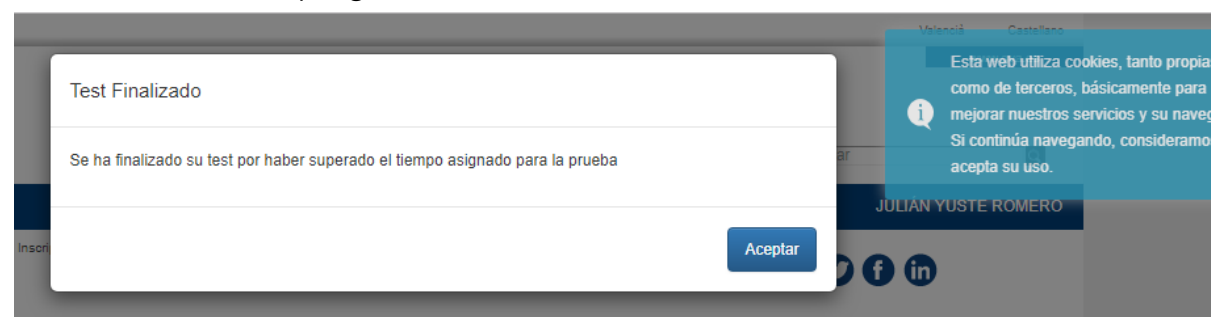 Valencià Castellano
Test Finalizado
Se ha finalizado su test por haber superado el tiempo asignado para la prueba
Aceptar
Esta web utiliza cookies, tanto propia
como de terceros, básicamente para
mejorar nuestros servicios y su naveg
Si continúa navegando, consideramo
acepta su uso.
ar
JULIÁN YUSTE ROMERO
Inscri